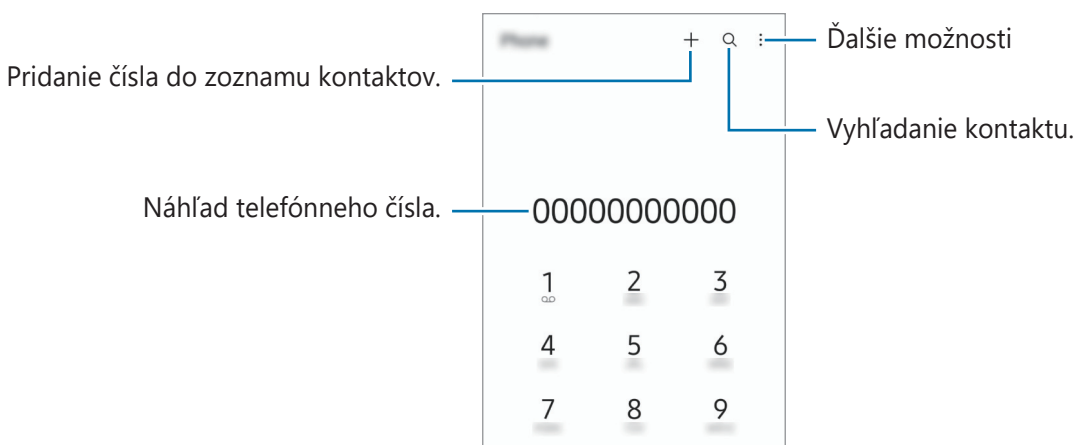 Phone
Ďalšie možnosti
Pridanie čísla do zoznamu kontaktov.
Vyhľadanie kontaktu.
Náhľad telefónneho čísla.
00000000000
1 2 3
4 5 6
7 8 9